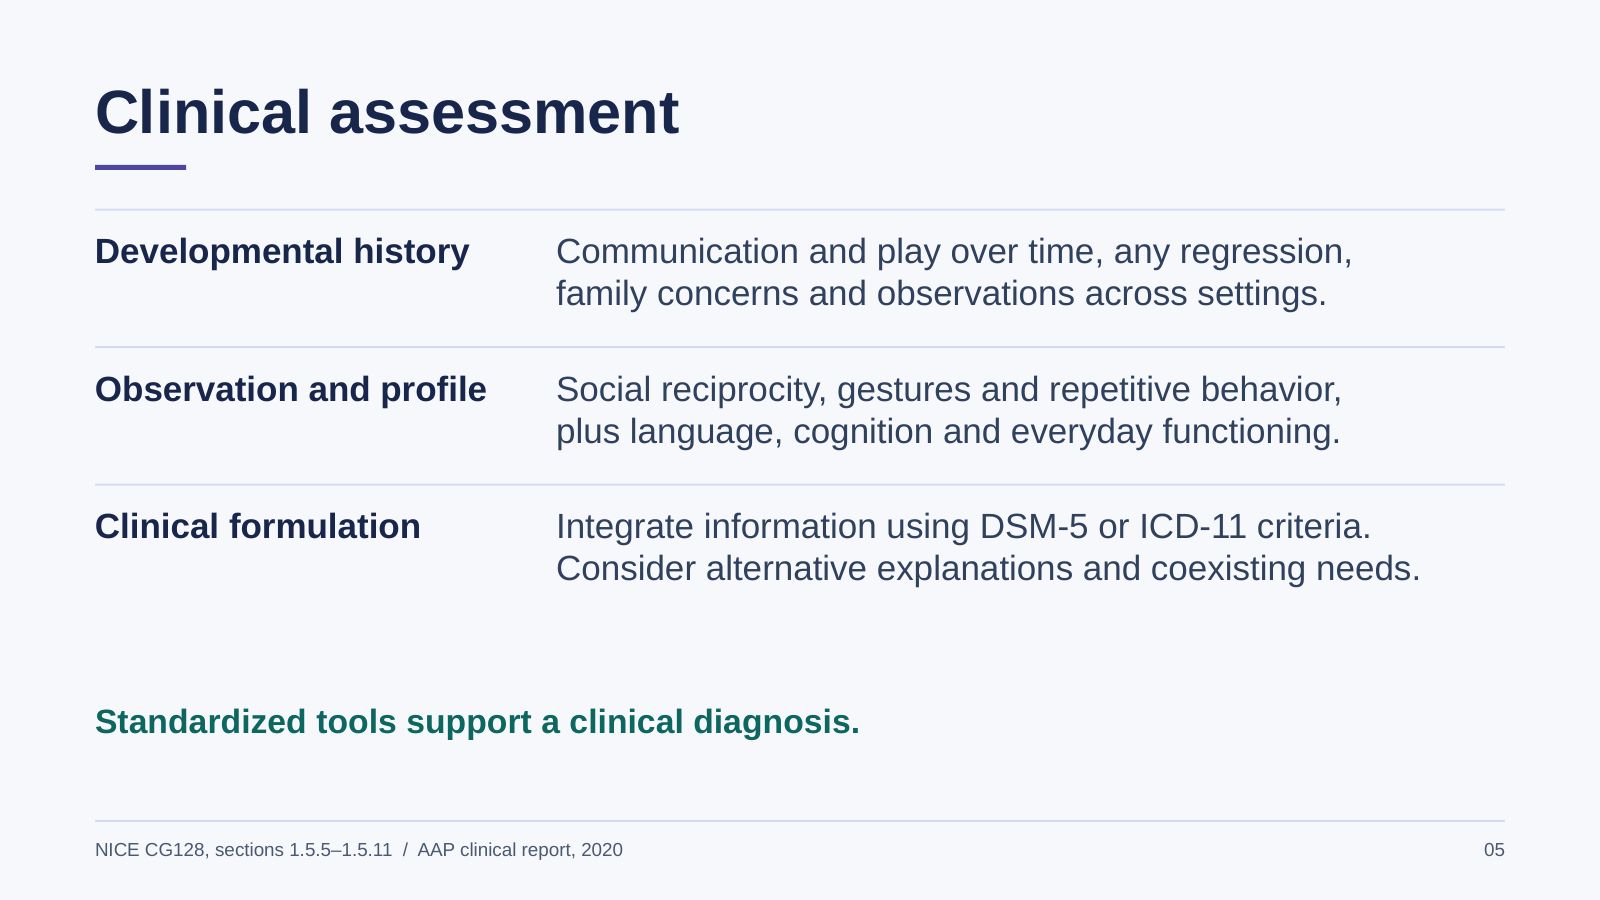 Clinical assessment
Developmental history
Communication and play over time, any regression,
family concerns and observations across settings.
Observation and profile
Social reciprocity, gestures and repetitive behavior,
plus language, cognition and everyday functioning.
Clinical formulation
Integrate information using DSM-5 or ICD-11 criteria.
Consider alternative explanations and coexisting needs.
Standardized tools support a clinical diagnosis.
NICE CG128, sections 1.5.5–1.5.11 / AAP clinical report, 2020
05